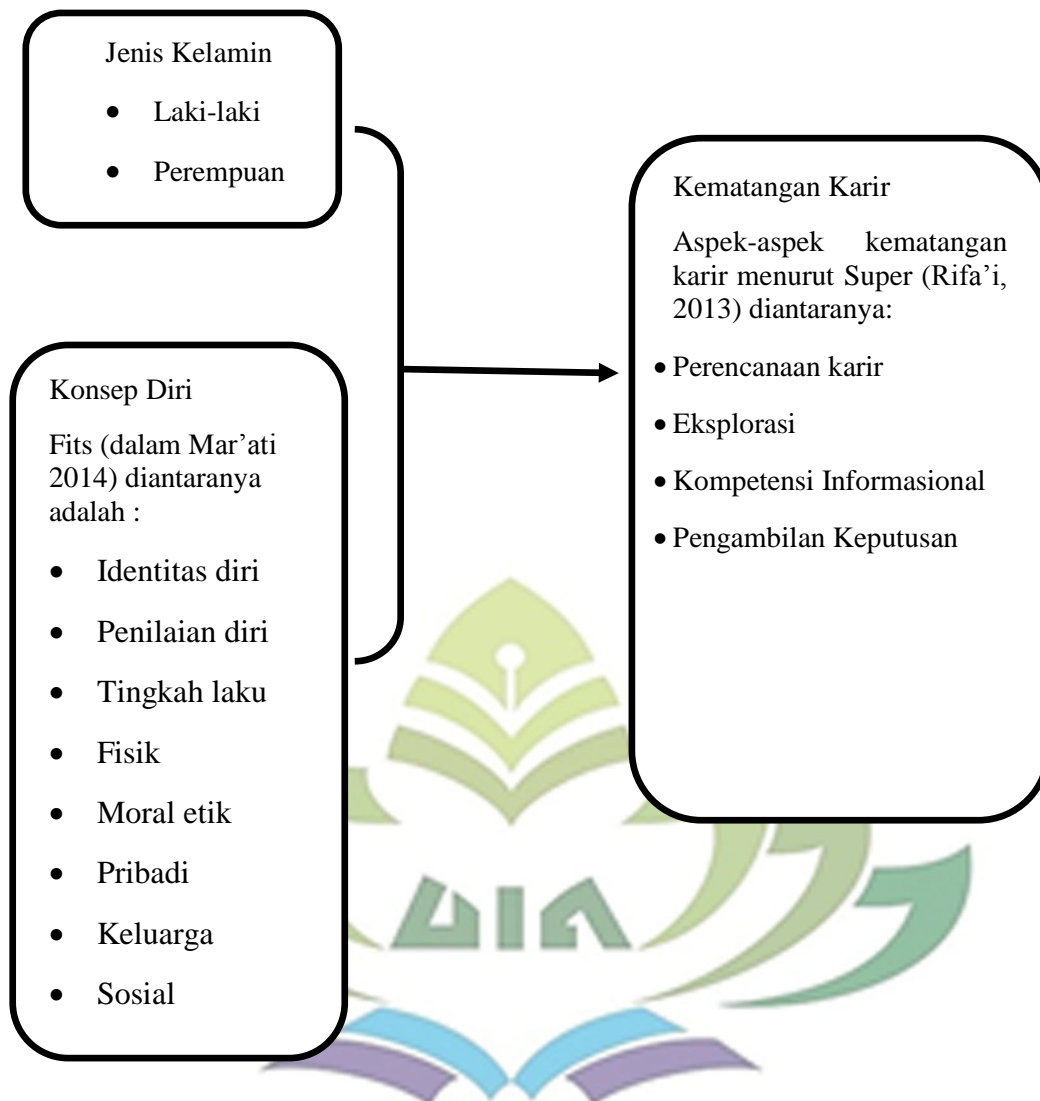 Jenis Kelamin
• Laki-laki
• Perempuan
Konsep Diri
Fits (dalam Mar’ati
2014) diantaranya
adalah :
• Identitas diri
• Penilaian diri
• Tingkah laku
• Fisik
• Moral etik
• Pribadi
• Keluarga
• Sosial
Kematangan Karir
Aspek-aspek kematangan
karir menurut Super (Rifa’i,
2013) diantaranya:
• Perencanaan karir
• Eksplorasi
• Kompetensi Informasional
• Pengambilan Keputusan
UIN